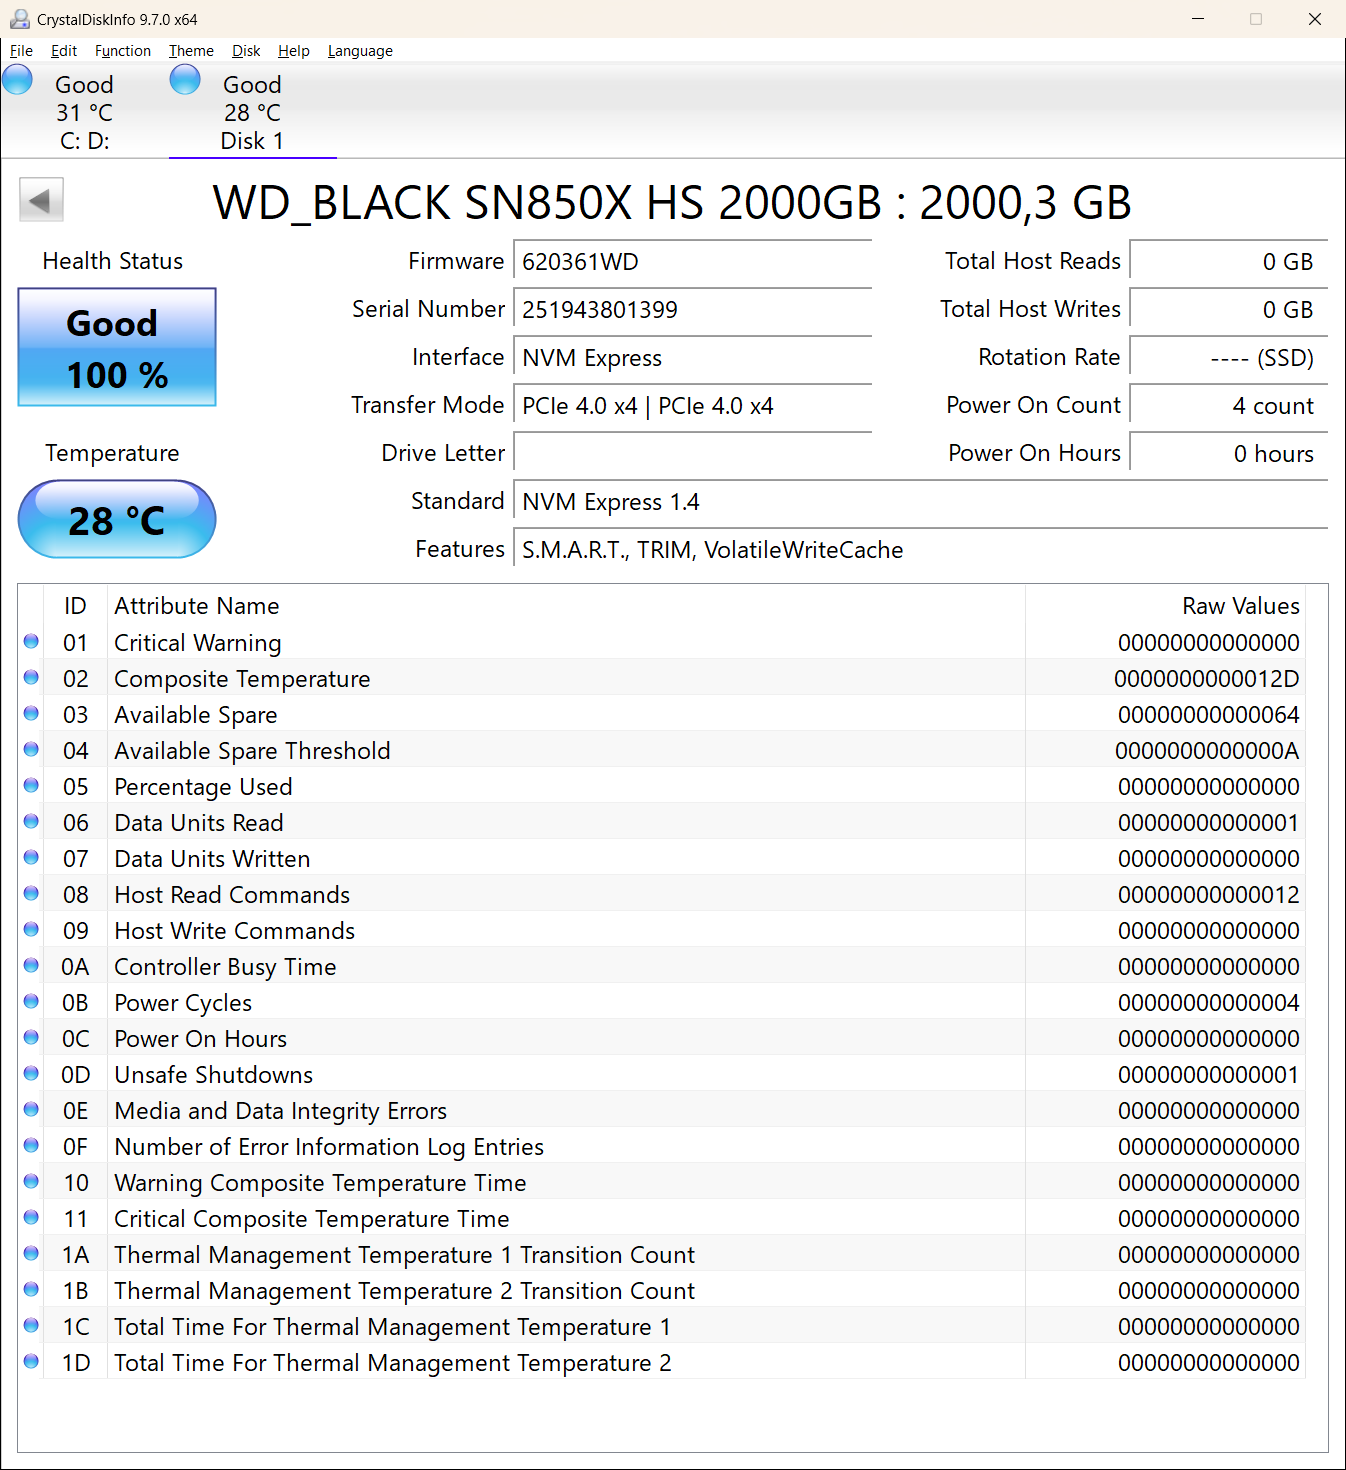 CrystalDiskInfo 9.7.0 x64
File Edit Function Theme Disk Help Language
Good Good
31 °C 28 °C
C: D: Disk 1
WD_BLACK SN850X HS 2000GB : 2000,3 GB
Health Status
Good
100 %
Temperature
28 °C
Firmware 620361WD
Serial Number 251943801399
Interface NVM Express
Transfer Mode PCIe 4.0 x4 | PCIe 4.0 x4
Drive Letter
Standard NVM Express 1.4
Features S.M.A.R.T., TRIM, VolatileWriteCache
Total Host Reads 0 GB
Total Host Writes 0 GB
Rotation Rate ---- (SSD)
Power On Count 4 count
Power On Hours 0 hours
ID Attribute Name Raw Values
01 Critical Warning 00000000000000
02 Composite Temperature 0000000000012D
03 Available Spare 00000000000064
04 Available Spare Threshold 0000000000000A
05 Percentage Used 00000000000000
06 Data Units Read 00000000000001
07 Data Units Written 00000000000000
08 Host Read Commands 00000000000012
09 Host Write Commands 00000000000000
0A Controller Busy Time 00000000000000
0B Power Cycles 00000000000004
0C Power On Hours 00000000000000
0D Unsafe Shutdowns 00000000000001
0E Media and Data Integrity Errors 00000000000000
0F Number of Error Information Log Entries 00000000000000
10 Warning Composite Temperature Time 00000000000000
11 Critical Composite Temperature Time 00000000000000
1A Thermal Management Temperature 1 Transition Count 00000000000000
1B Thermal Management Temperature 2 Transition Count 00000000000000
1C Total Time For Thermal Management Temperature 1 00000000000000
1D Total Time For Thermal Management Temperature 2 00000000000000